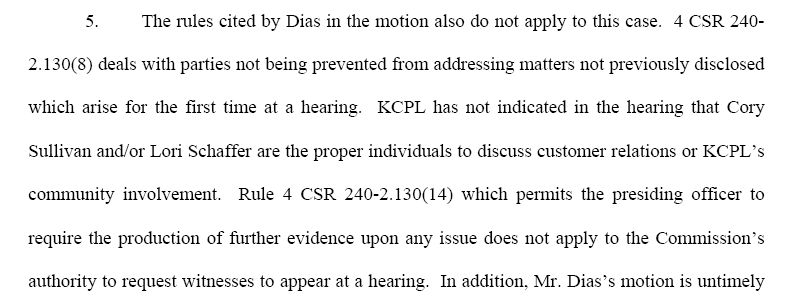 5. The rules cited by Dias in the motion also do not apply to this case. 4 CSR 240-
2.130(8) deals with parties not being prevented from addressing matters not previously disclosed
which arise for the first time at a hearing. KCPL has not indicated in the hearing that Cory
Sullivan and/or Lori Schaffer are the proper individuals to discuss customer relations or KCPL’s
community involvement. Rule 4 CSR 240-2.130(14) which permits the presiding officer to
require the production of further evidence upon any issue does not apply to the Commission’s
authority to request witnesses to appear at a hearing. In addition, Mr. Dias’s motion is untimely